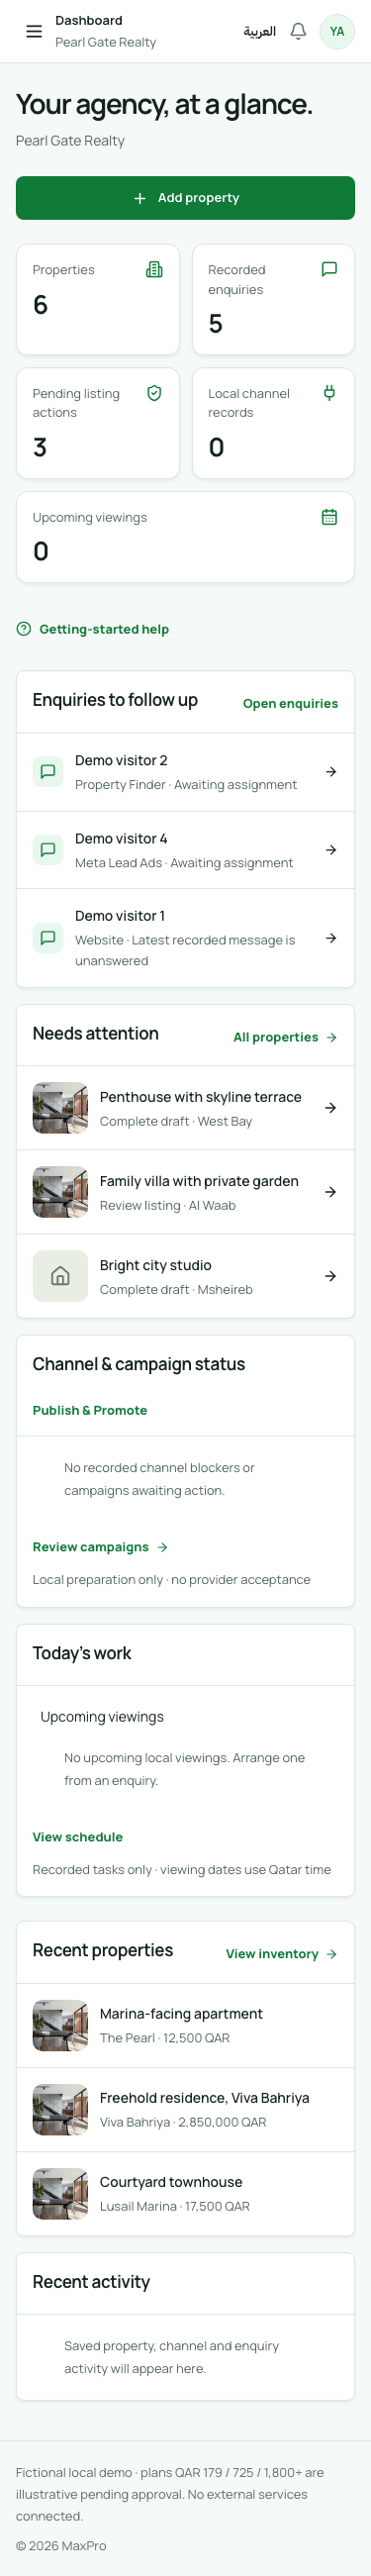 Dashboard
Pearl Gate Realty
العربية
YA
Your agency, at a glance.
Pearl Gate Realty
Add property
Properties
6
Recorded
enquiries
5
Pending listing
actions
3
Local channel
records
0
Upcoming viewings
0
Getting-started help
Enquiries to follow up
Open enquiries
Demo visitor 2
Property Finder · Awaiting assignment
Demo visitor 4
Meta Lead Ads · Awaiting assignment
Demo visitor 1
Website · Latest recorded message is
unanswered
Needs attention
All properties
Penthouse with skyline terrace
Complete draft · West Bay
Family villa with private garden
Review listing · Al Waab
Bright city studio
Complete draft · Msheireb
Channel & campaign status
Publish & Promote
No recorded channel blockers or
campaigns awaiting action.
Review campaigns
Local preparation only · no provider acceptance
Today's work
Upcoming viewings
No upcoming local viewings. Arrange one
from an enquiry.
View schedule
Recorded tasks only · viewing dates use Qatar time
Recent properties
View inventory
Marina-facing apartment
The Pearl · 12,500 QAR
Freehold residence, Viva Bahriya
Viva Bahriya · 2,850,000 QAR
Courtyard townhouse
Lusail Marina · 17,500 QAR
Recent activity
Saved property, channel and enquiry
activity will appear here.
Fictional local demo · plans QAR 179 / 725 / 1,800+ are
illustrative pending approval. No external services
connected.
© 2026 MaxPro